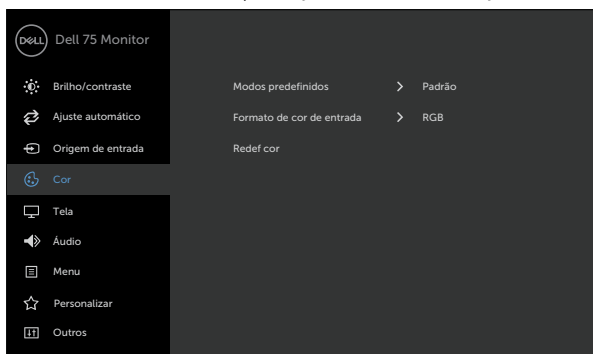 DELL
Dell 75 Monitor
Brilho/contraste
Modos predefinidos > Padrão
Ajuste automático
Formato de cor de entrada > RGB
Origem de entrada
Redef cor
Cor
Tela
Áudio
Menu
Personalizar
Outros